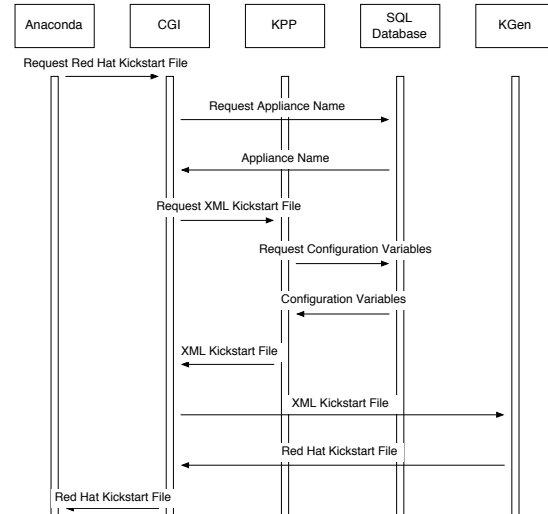 Anaconda
CGI
KPP
SQL
Database
KGen
Request Red Hat Kickstart File
Request Appliance Name
Appliance Name
Request XML Kickstart File
Request Configuration Variables
Configuration Variables
XML Kickstart File
XML Kickstart File
Red Hat Kickstart File
Red Hat Kickstart File